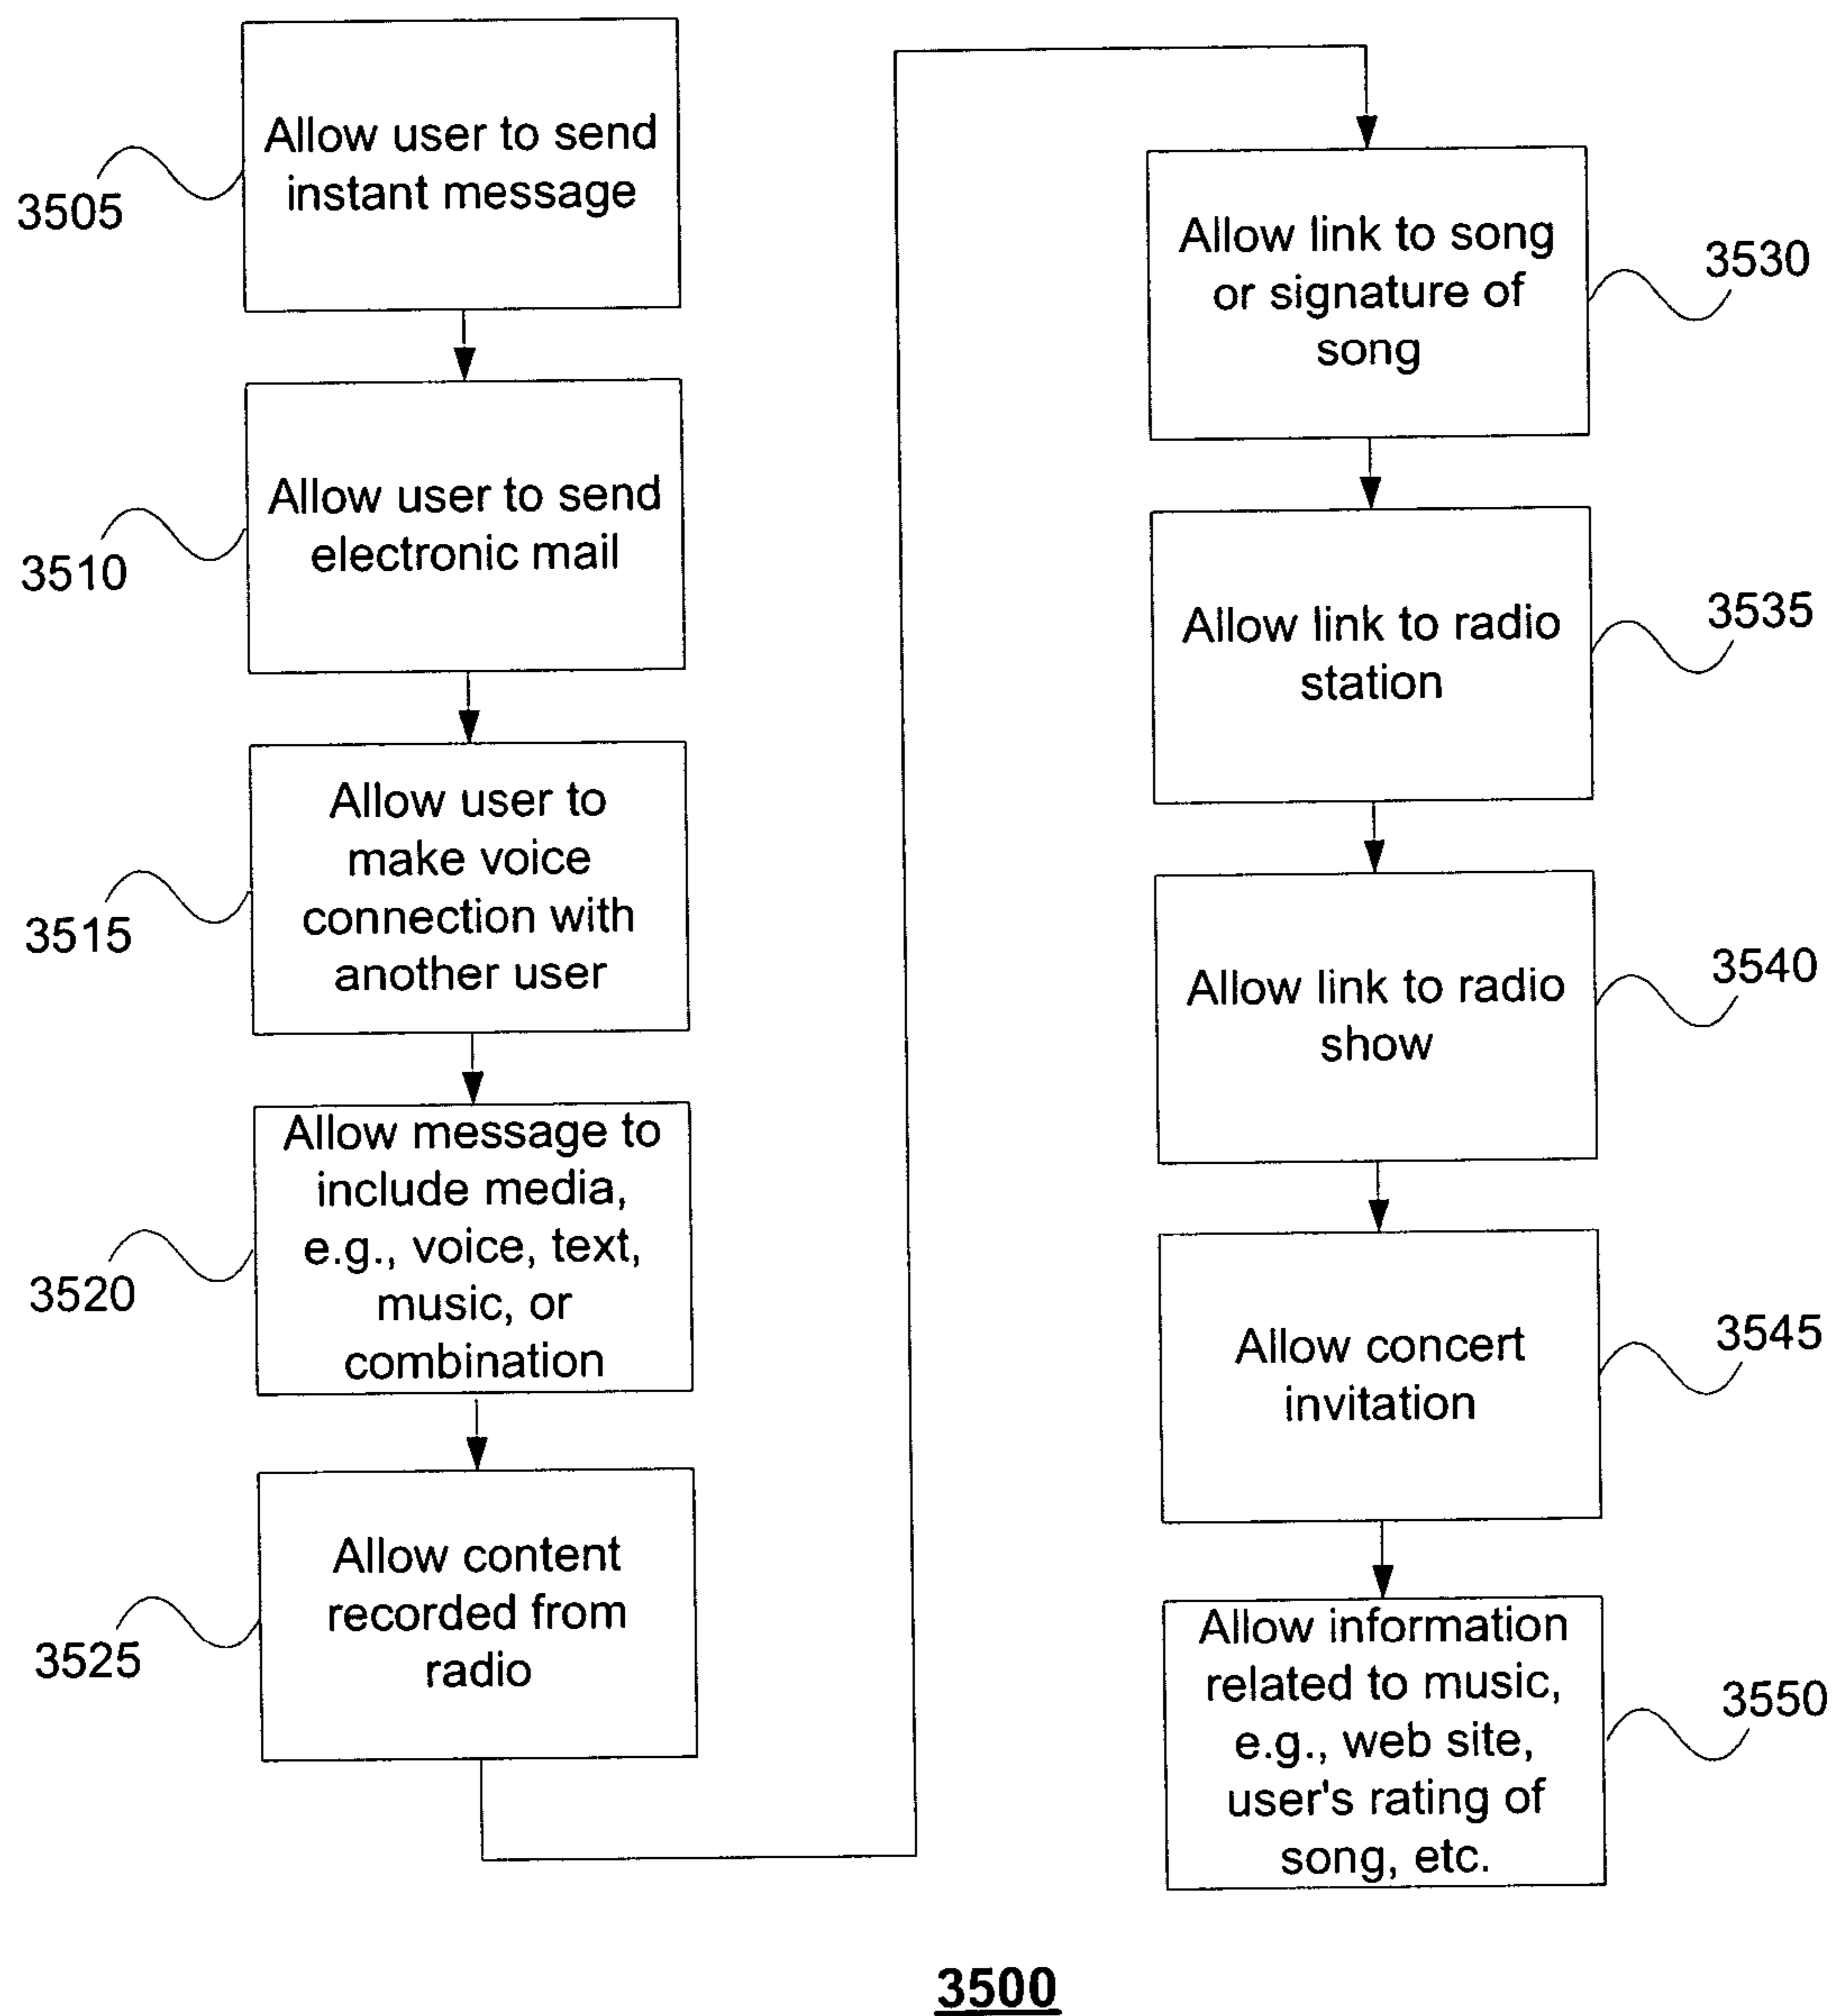 Allow user to send
instant message
3505
Allow user to send
electronic mail
3510
Allow user to
make voice
connection with
another user
3515
Allow message to
include media,
e.g., voice, text,
music, or
combination
3520
Allow content
recorded from
radio
3525
Allow link to song
or signature of
song
3530
Allow link to radio
station
3535
Allow link to radio
show
3540
Allow concert
invitation
3545
Allow information
related to music,
e.g., web site,
user's rating of
song, etc.
3550
3500